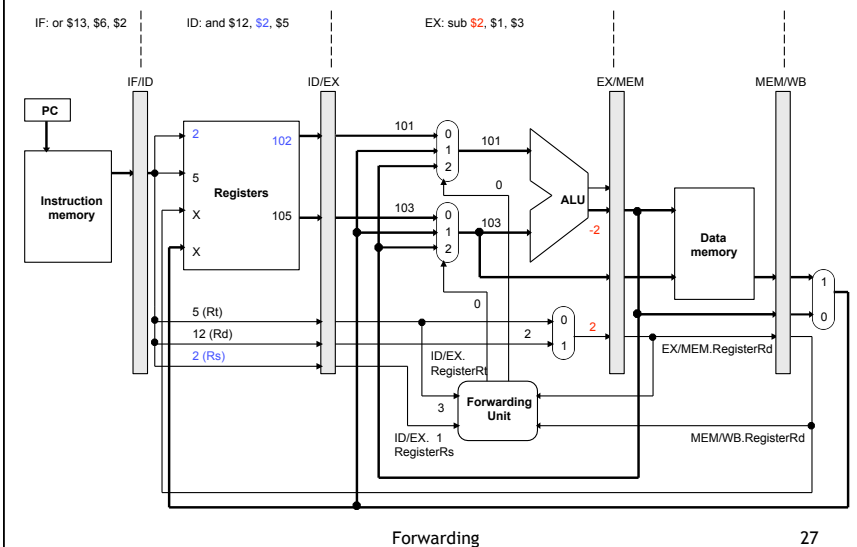 IF: or $13, $6, $2
ID: and $12, $2, $5
EX: sub $2, $1, $3
IF/ID
ID/EX
EX/MEM
MEM/WB
PC
Instruction
memory
2
102
5
Registers
X
105
X
101
0
1
2
101
0
103
0
1
2
103
0
ALU
-2
Data
memory
1
0
5 (Rt)
12 (Rd)
2 (Rs)
2
0
1
2
ID/EX.
RegisterRt
3
ID/EX. 1
RegisterRs
Forwarding
Unit
EX/MEM.RegisterRd
MEM/WB.RegisterRd
Forwarding
27